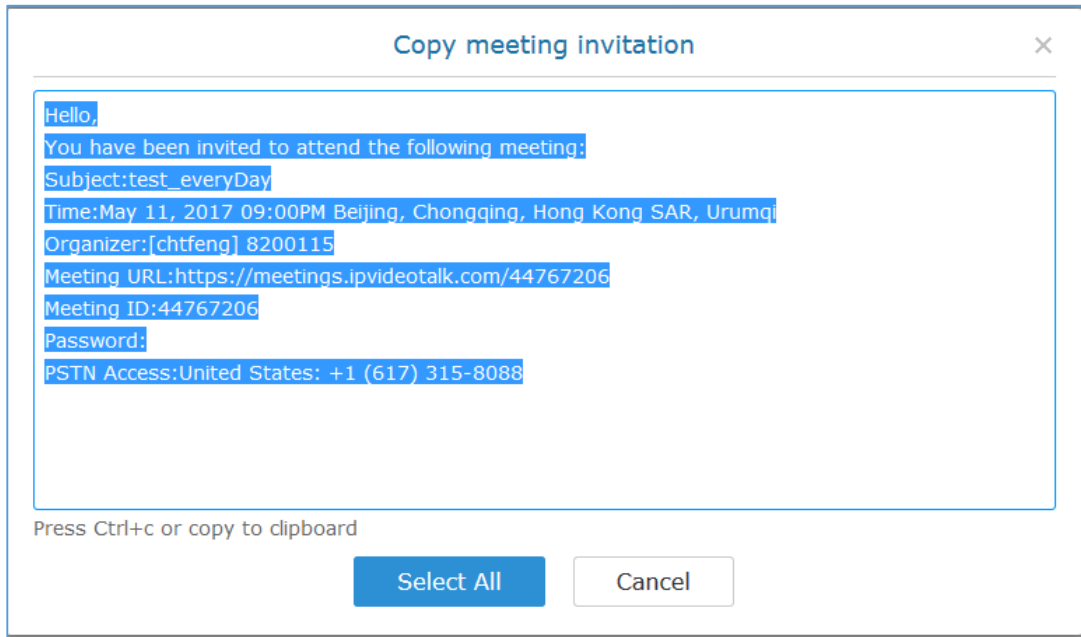 Copy meeting invitation
Hello,
You have been invited to attend the following meeting:
Subject:test_everyDay
Time:May 11, 2017 09:00PM Beijing, Chongqing, Hong Kong SAR, Urumqi
Organizer:[chtfeng] 8200115
Meeting URL:https://meetings.ipvideotalk.com/44767206
Meeting ID:44767206
Password:
PSTN Access:United States: +1 (617) 315-8088
Press Ctrl+c or copy to clipboard
Select All
Cancel